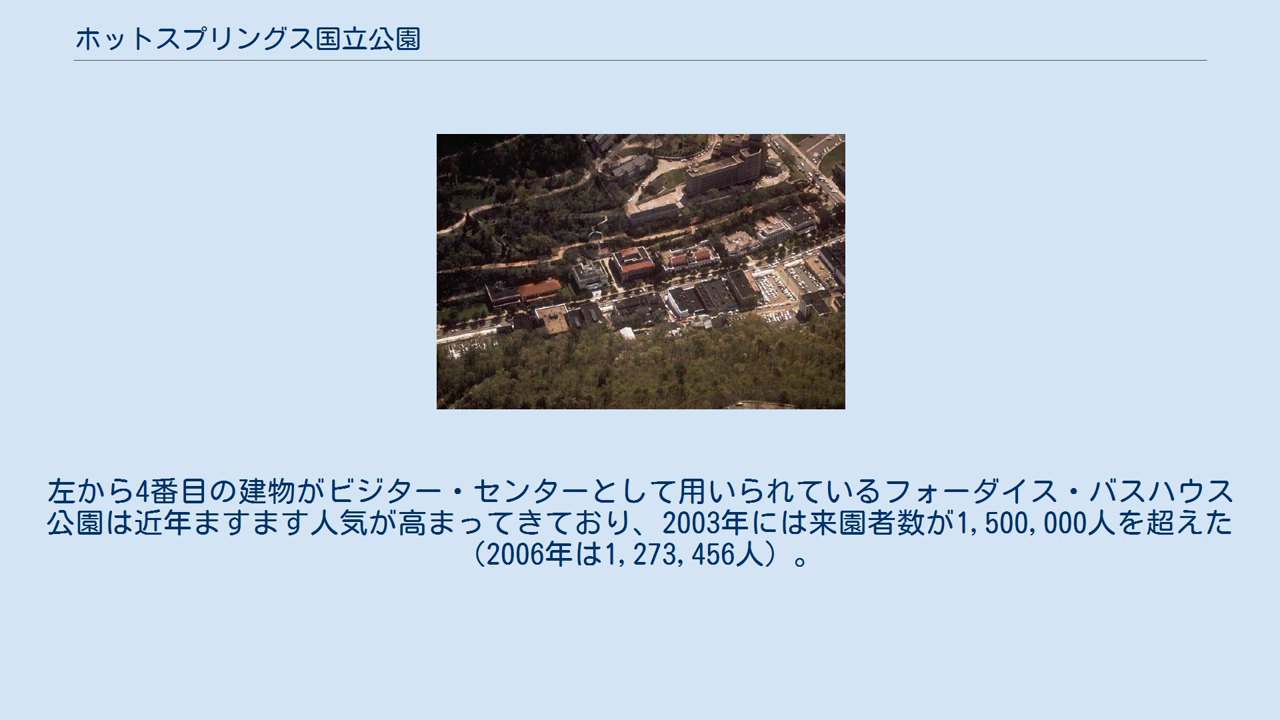 ホットスプリングス国立公園
左から4番目の建物がビジター・センターとして用いられているフォーダイス・バスハウス
公園は近年ますます人気が高まってきており、2003年には来園者数が1,500,000人を超えた
（2006年は1,273,456人）。